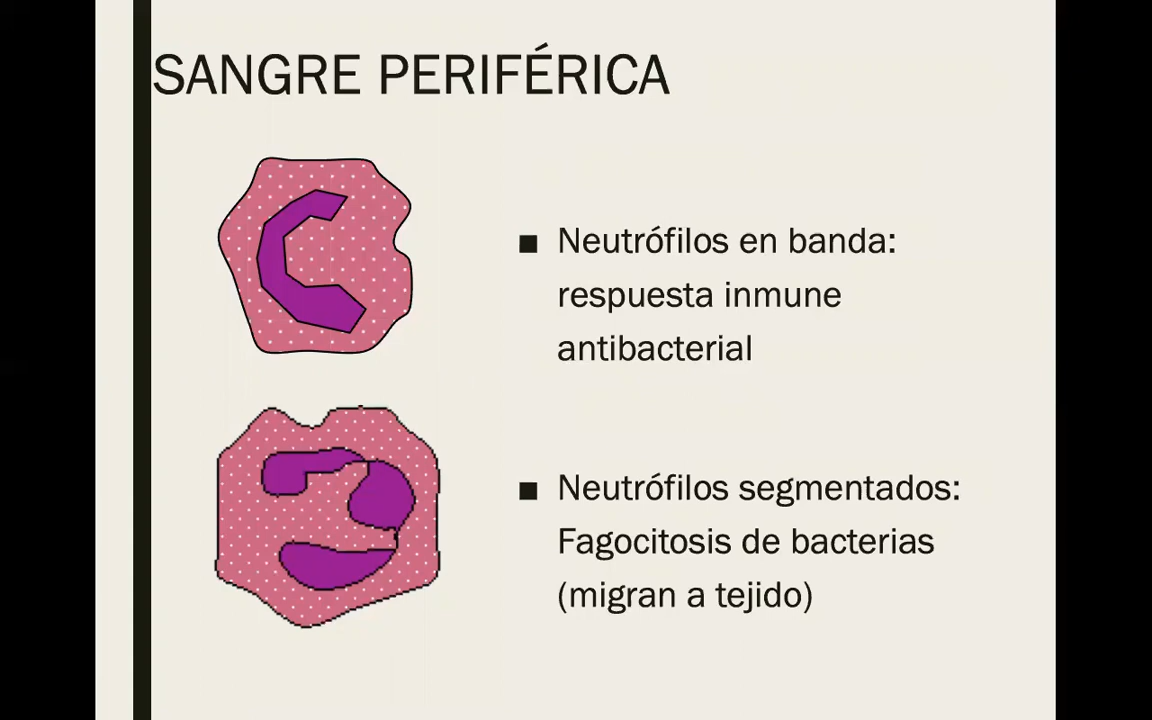 SANGRE PERIFÉRICA
■ Neutrófilos en banda:
respuesta inmune
antibacterial
■ Neutrófilos segmentados:
Fagocitosis de bacterias
(migran a tejido)